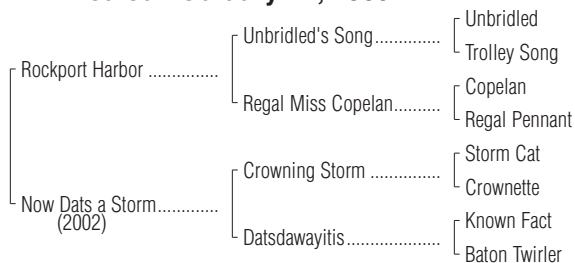 Unbridled
Unbridled's Song..............
Trolley Song
Rockport Harbor ...............
Copelan
Regal Miss Copelan..........
Regal Pennant
Storm Cat
Crowning Storm ...............
Crownette
Now Dats a Storm.............
(2002)
Known Fact
Datsdawayitis....................
Baton Twirler